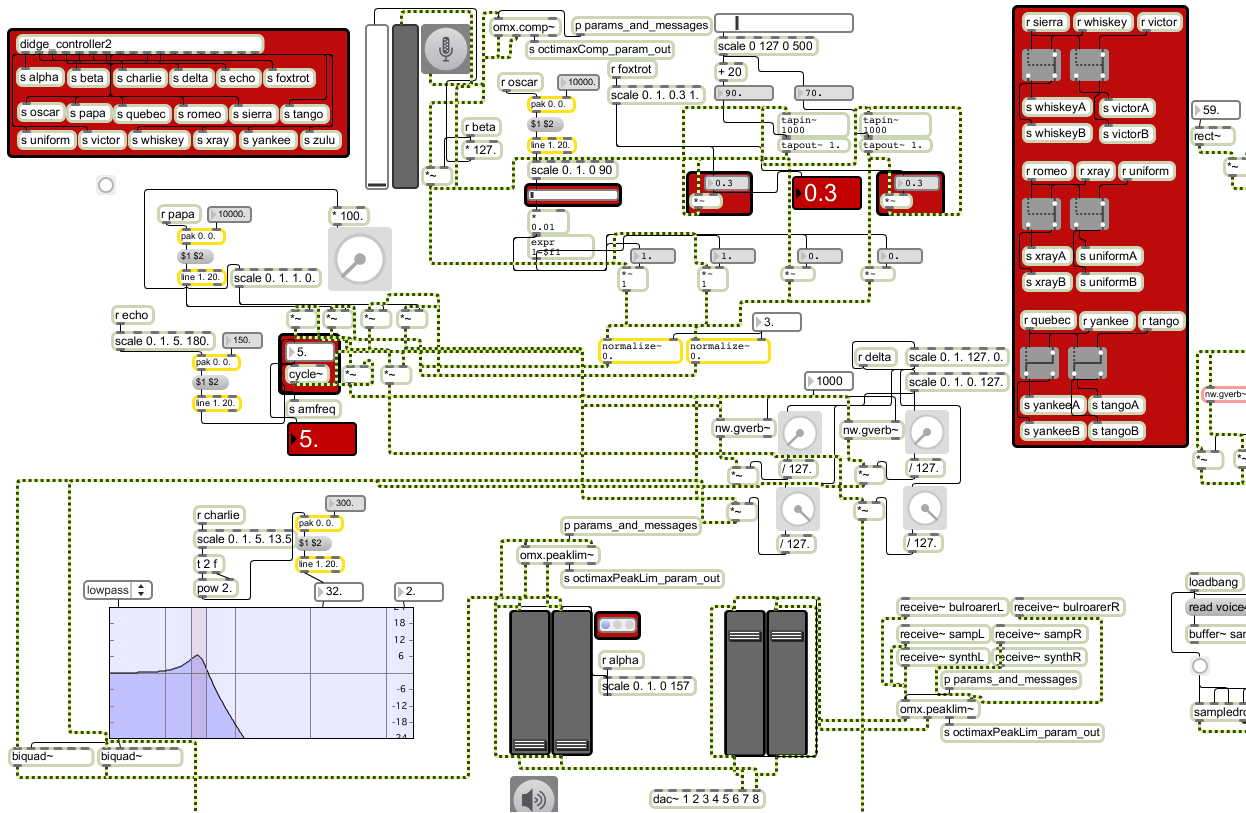 didge_controller2
s alpha s beta s charlie s delta s echo s foxtrot
s oscar s papa s quebec s romeo s sierra s tango
s uniform s victor s whiskey s xray s yankee s zulu
omx.comp~
p params_and_messages
s octimaxComp_param_out
r oscar
10000.
pak 0. 0.
$1 $2
line 1. 20.
scale 0. 1. 0 90
r beta
* 127.
*~
r foxtrot
scale 0. 1. 0.3 1.
scale 0 127 0 500
+ 20
90.
70.
tapin~
1000
tapout~ 1.
tapin~
1000
tapout~ 1.
0.3
*~
0.3
0.3
*~
*
0.01
expr
1-$f1
1.
1.
0.
0.
*~
1
*~
1
*~
*~
3.
normalize~
0.
normalize~
0.
r papa
10000.
pak 0. 0.
$1 $2
line 1. 20.
* 100.
scale 0. 1. 1. 0.
r echo
scale 0. 1. 5. 180.
150.
pak 0. 0.
$1 $2
line 1. 20.
*~ *~ *~ *~
5.
cycle~
*~ *~
s amfreq
5.
r delta
scale 0. 1. 127. 0.
scale 0. 1. 0. 127.
1000
nw.gverb~
nw.gverb~
/ 127.
/ 127.
*~
*~
*~
*~
/ 127.
/ 127.
r sierra r whiskey r victor
s whiskeyA s victorA
s whiskeyB s victorB
r romeo r xray r uniform
s xrayA s uniformA
s xrayB s uniformB
r quebec r yankee r tango
s yankeeA s tangoA
s yankeeB s tangoB
59.
rect~
*~
nw.gverb~
*~ *~
r charlie
scale 0. 1. 5. 13.5
t 2 f
pow 2.
300.
pak 0. 0.
$1 $2
line 1. 20.
lowpass
32.
2.
18
12
6
-6
-12
-18
biquad~
biquad~
p params_and_messages
omx.peaklim~
s octimaxPeakLim_param_out
r alpha
scale 0. 1. 0 157
dac~ 1 2 3 4 5 6 7 8
receive~ bulroarerL receive~ bulroarerR
receive~ sampL receive~ sampR
receive~ synthL receive~ synthR
p params_and_messages
omx.peaklim~
s octimaxPeakLim_param_out
loadbang
read voice
buffer~